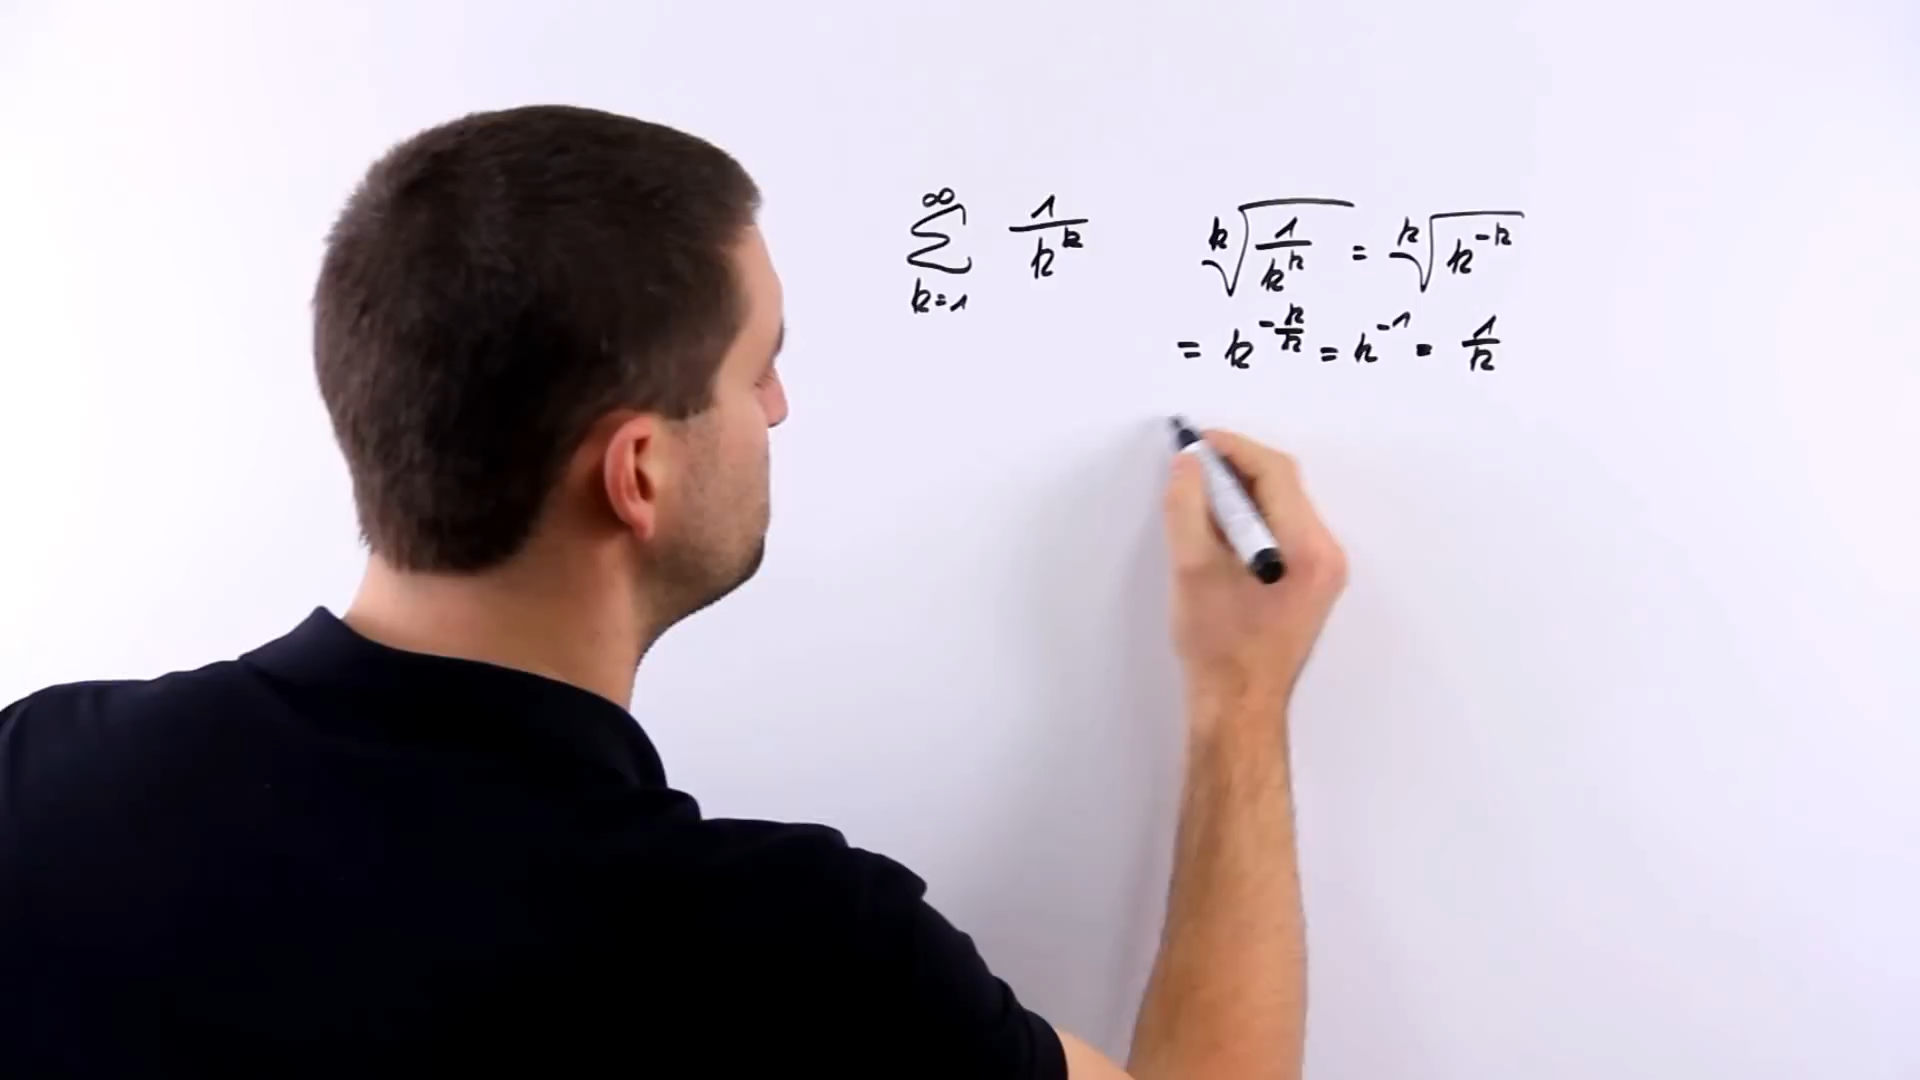 ∞
∑ 1/k^k    k√(1/k^k) = k√(k^-k)
k=1
= k^(-k/k) = k^-1 = 1/k